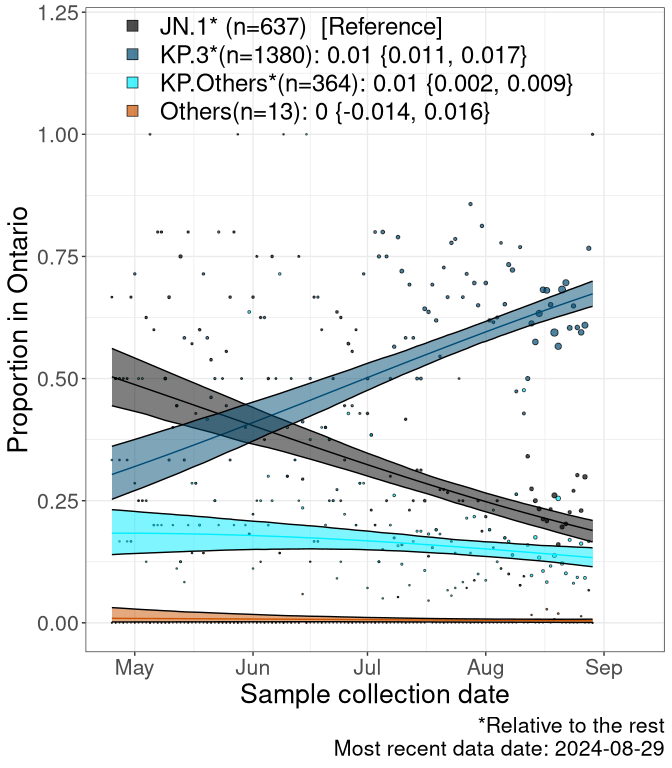 JN.1* (n=637)  [Reference]
KP.3*(n=1380): 0.01 {0.011, 0.017}
KP.Others*(n=364): 0.01 {0.002, 0.009}
Others(n=13): 0 {-0.014, 0.016}
Proportion in Ontario
1.25
1.00
0.75
0.50
0.25
0.00
May Jun Jul Aug Sep
Sample collection date
*Relative to the rest
Most recent data date: 2024-08-29